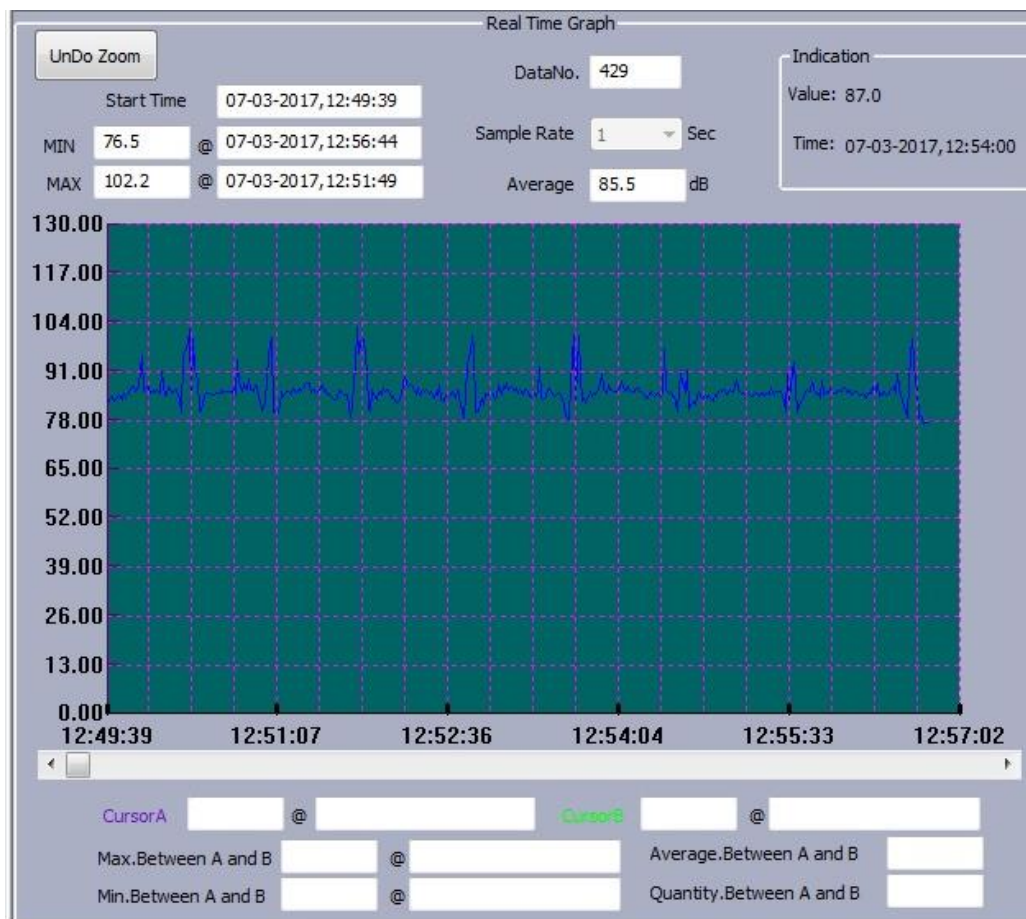 Real Time Graph
UnDo Zoom
DataNo. 429
Indication
Value: 87.0
Time: 07-03-2017,12:54:00
Start Time 07-03-2017,12:49:39
MIN 76.5 @ 07-03-2017,12:56:44
Sample Rate 1 Sec
MAX 102.2 @ 07-03-2017,12:51:49
Average 85.5 dB
130.00
117.00
104.00
91.00
78.00
65.00
52.00
39.00
26.00
13.00
0.00
12:49:39 12:51:07 12:52:36 12:54:04 12:55:33 12:57:02
CursorA @ CursorB @
Max.Between A and B @ Average.Between A and B
Min.Between A and B @ Quantity.Between A and B